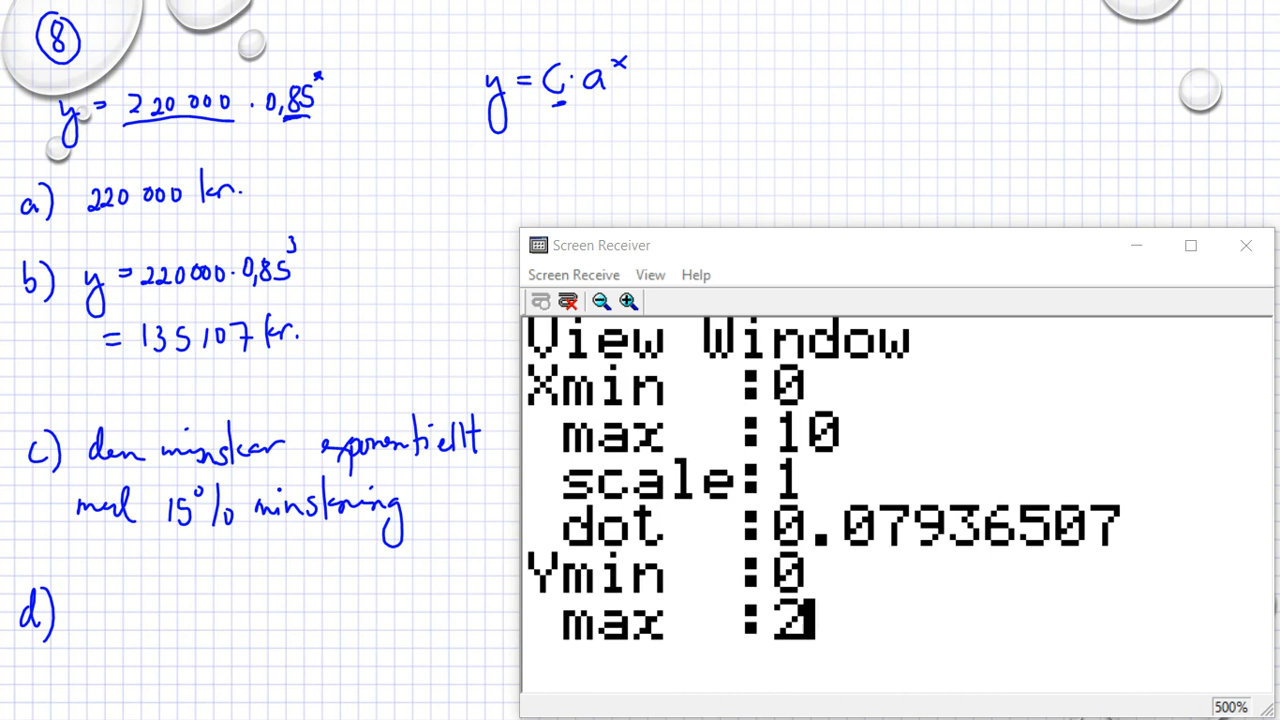 8
y = 220 000 · 0,85^x
y = C · a^x
a) 220 000 kr.
b) y = 220000 · 0,85^3
= 135 107 kr.
c) den minskar exponentiellt
med 15% minskning
d)
Screen Receiver
Screen Receive View Help
View Window
Xmin :0
max :10
scale:1
dot :0.07936507
Ymin :0
max :2
500%